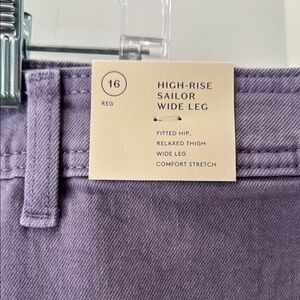 16
REG
HIGH-RISE
SAILOR
WIDE LEG
FITTED HIP,
RELAXED THIGH
WIDE LEG
COMFORT STRETCH